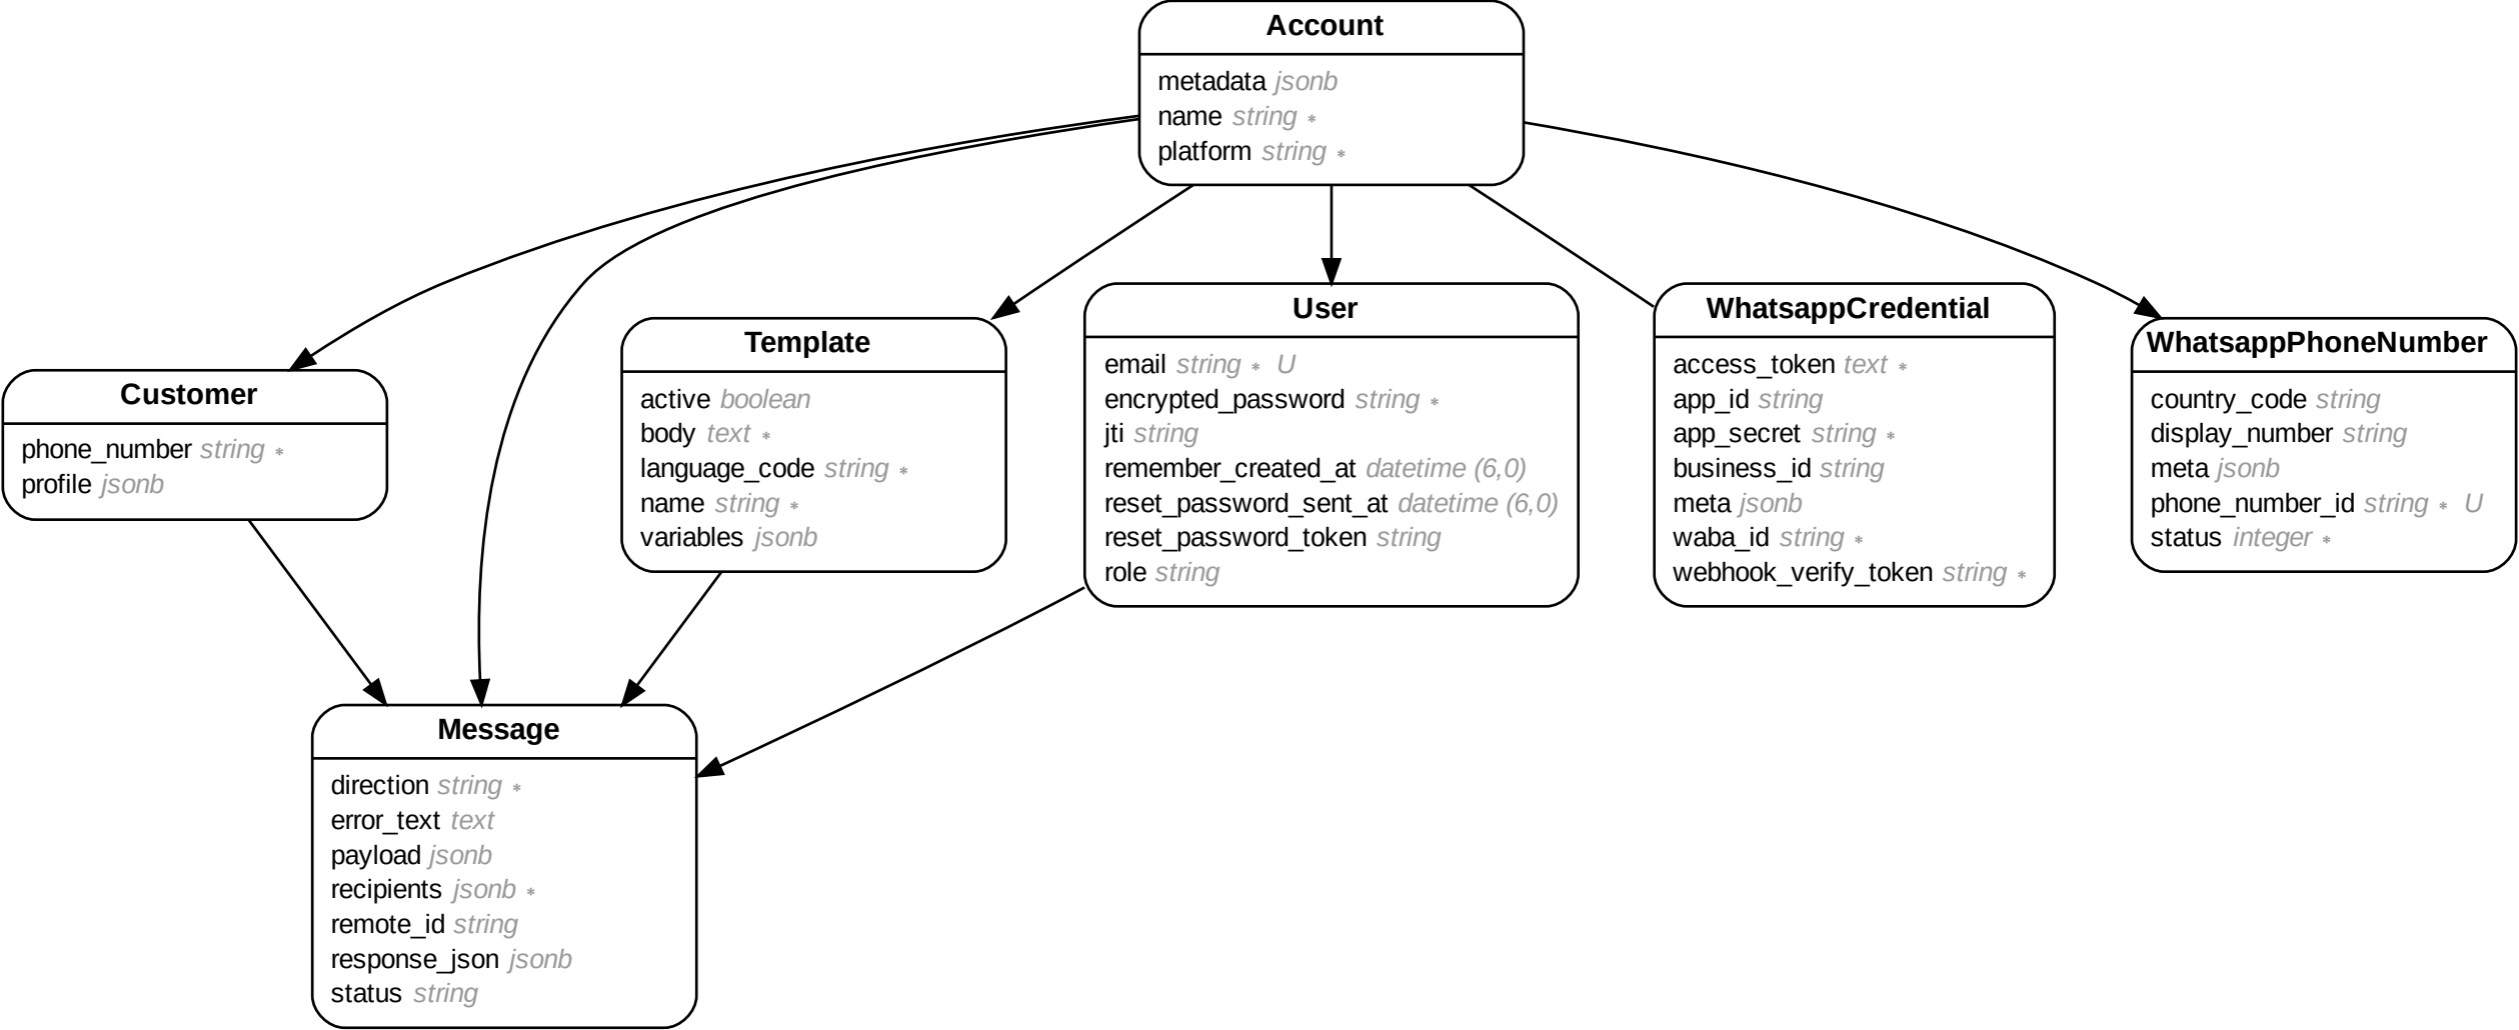 Account
metadata jsonb
name string *
platform string *
Customer
phone_number string *
profile jsonb
Template
active boolean
body text *
language_code string *
name string *
variables jsonb
User
email string * U
encrypted_password string *
jti string
remember_created_at datetime (6,0)
reset_password_sent_at datetime (6,0)
reset_password_token string
role string
WhatsappCredential
access_token text *
app_id string
app_secret string *
business_id string
meta jsonb
waba_id string *
webhook_verify_token string *
WhatsappPhoneNumber
country_code string
display_number string
meta jsonb
phone_number_id string * U
status integer *
Message
direction string *
error_text text
payload jsonb
recipients jsonb *
remote_id string
response_json jsonb
status string